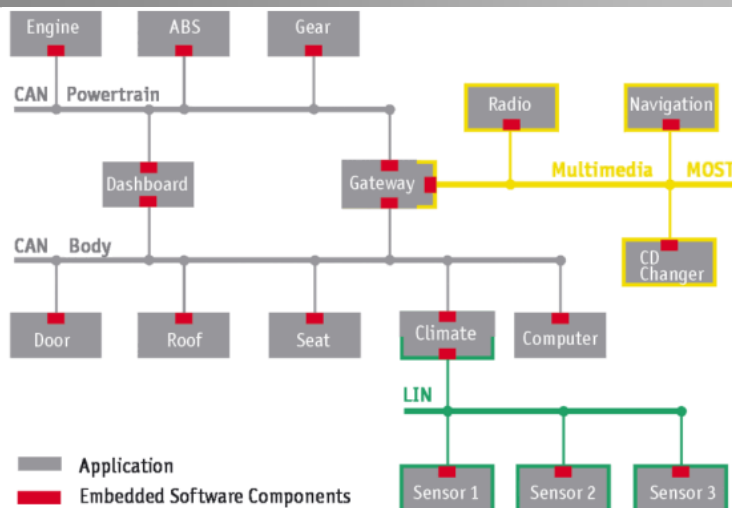 Engine ABS Gear
CAN Powertrain
Radio Navigation
Multimedia MOST
Dashboard Gateway
CAN Body
CD
Changer
Door Roof Seat Climate Computer
LIN
Application
Embedded Software Components
Sensor 1 Sensor 2 Sensor 3